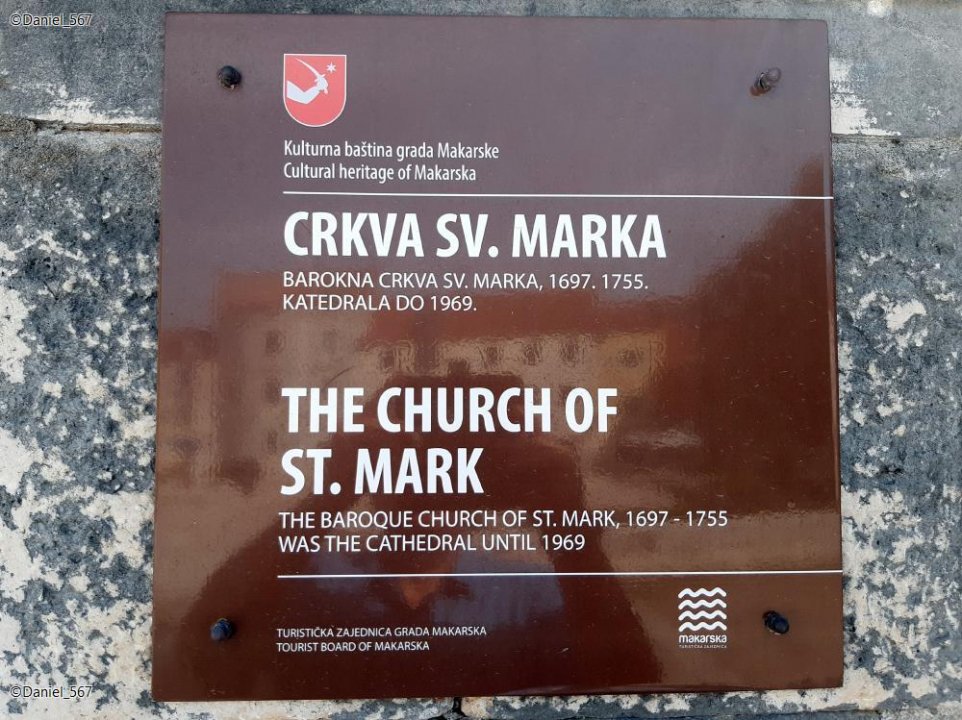 ©Daniel_567
Kulturna baština grada Makarske
Cultural heritage of Makarska
CRKVA SV. MARKA
BAROKNA CRKVA SV. MARKA, 1697. 1755.
KATEDRALA DO 1969.
THE CHURCH OF
ST. MARK
THE BAROQUE CHURCH OF ST. MARK, 1697 - 1755
WAS THE CATHEDRAL UNTIL 1969
TURISTIČKA ZAJEDNICA GRADA MAKARSKA
TOURIST BOARD OF MAKARSKA
makarska
TURISTIČKA ZAJEDNICA
©Daniel_567